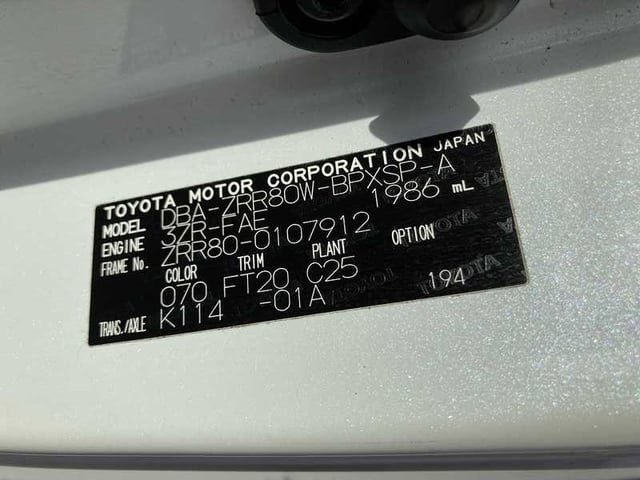 TOYOTA MOTOR CORPORATION JAPAN
MODEL DBA-ZRR80W-BPXSP-A
ENGINE 3ZR-FAE 1986 mL
FRAME No. ZRR80-0107912
COLOR TRIM PLANT OPTION
070 FT20 C25 194
TRANS./AXLE K114 -01A